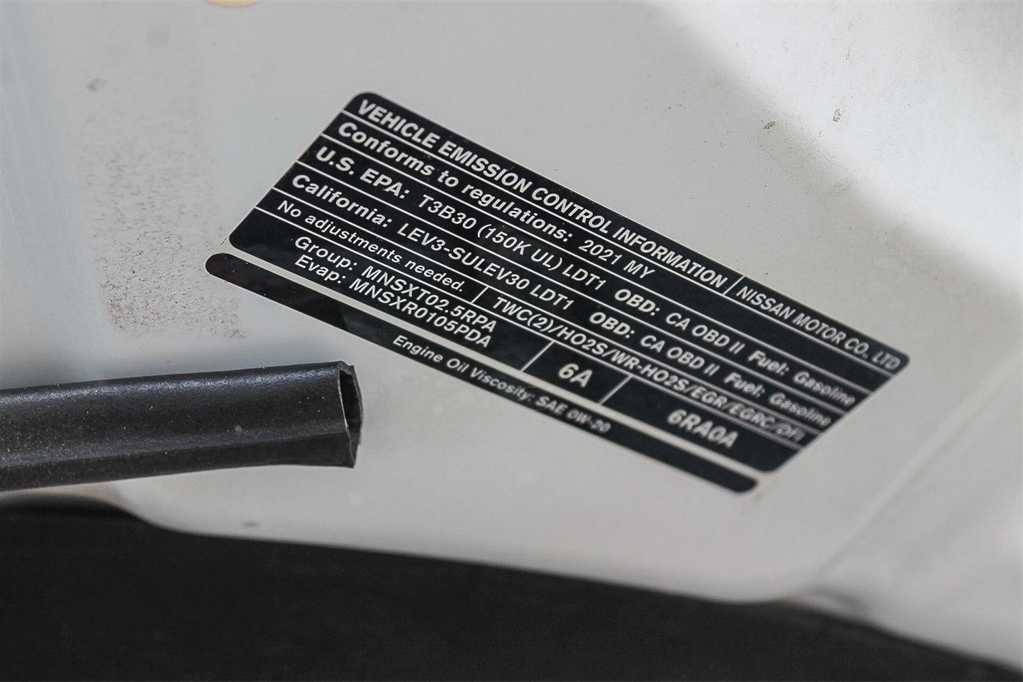 VEHICLE EMISSION CONTROL INFORMATION NISSAN MOTOR CO. LTD
Conforms to regulations: 2021 MY
U.S. EPA: T3B30 (150K UL) LDT1 OBD: CA OBD II Fuel: Gasoline
California: LEV3-SULEV30 LDT1 OBD: CA OBD II Fuel: Gasoline
No adjustments needed. TWC(2)/HO2S/WR-HO2S/EGR/EGRC/DFI
Group: MNSXT02.5RPA
Evap: MNSXR0105PDA 6A 6RA0A
Engine Oil Viscosity: SAE 0W-20